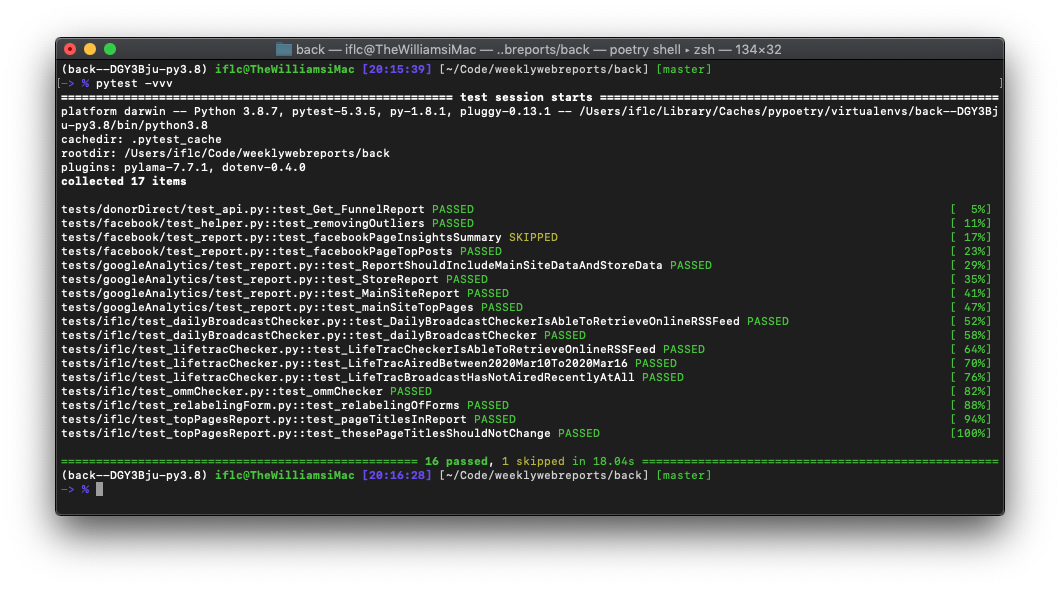 back — iflc@TheWilliamsiMac — ..breports/back — poetry shell ▸ zsh — 134×32
(back--DGY3Bju-py3.8) iflc@TheWilliamsiMac [20:15:39] [~/Code/weeklywebreports/back] [master]
[-> % pytest -vvv ]
================================================== test session starts ==================================================
platform darwin -- Python 3.8.7, pytest-5.3.5, py-1.8.1, pluggy-0.13.1 -- /Users/iflc/Library/Caches/pypoetry/virtualenvs/back--DGY3Bj
u-py3.8/bin/python3.8
cachedir: .pytest_cache
rootdir: /Users/iflc/Code/weeklywebreports/back
plugins: pylama-7.7.1, dotenv-0.4.0
collected 17 items
tests/donorDirect/test_api.py::test_Get_FunnelReport PASSED [  5%]
tests/facebook/test_helper.py::test_removingOutliers PASSED [ 11%]
tests/facebook/test_report.py::test_facebookPageInsightsSummary SKIPPED [ 17%]
tests/facebook/test_report.py::test_facebookPageTopPosts PASSED [ 23%]
tests/googleAnalytics/test_report.py::test_ReportShouldIncludeMainSiteDataAndStoreData PASSED [ 29%]
tests/googleAnalytics/test_report.py::test_StoreReport PASSED [ 35%]
tests/googleAnalytics/test_report.py::test_MainSiteReport PASSED [ 41%]
tests/googleAnalytics/test_report.py::test_mainSiteTopPages PASSED [ 47%]
tests/iflc/test_dailyBroadcastChecker.py::test_DailyBroadcastCheckerIsAbleToRetrieveOnlineRSSFeed PASSED [ 52%]
tests/iflc/test_dailyBroadcastChecker.py::test_dailyBroadcastChecker PASSED [ 58%]
tests/iflc/test_lifetracChecker.py::test_LifeTracCheckerIsAbleToRetrieveOnlineRSSFeed PASSED [ 64%]
tests/iflc/test_lifetracChecker.py::test_LifeTracAiredBetween2020Mar10To2020Mar16 PASSED [ 70%]
tests/iflc/test_lifetracChecker.py::test_LifeTracBroadcastHasNotAiredRecentlyAtAll PASSED [ 76%]
tests/iflc/test_ommChecker.py::test_ommChecker PASSED [ 82%]
tests/iflc/test_relabelingForm.py::test_relabelingOfForms PASSED [ 88%]
tests/iflc/test_topPagesReport.py::test_pageTitlesInReport PASSED [ 94%]
tests/iflc/test_topPagesReport.py::test_thesePageTitlesShouldNotChange PASSED [100%]
================================================== 16 passed, 1 skipped in 18.04s ==================================================
(back--DGY3Bju-py3.8) iflc@TheWilliamsiMac [20:16:28] [~/Code/weeklywebreports/back] [master]
-> %